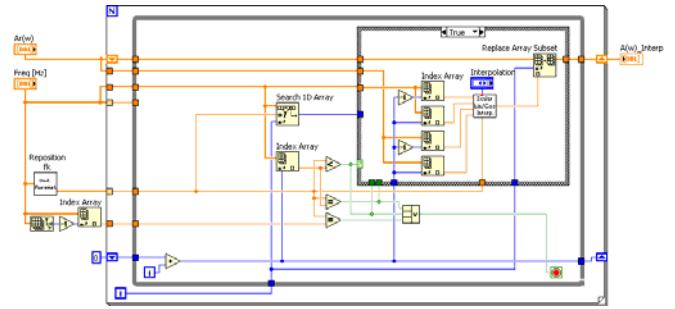 N
True
Ar(w)
Replace Array Subset
A(w)_Interp
DBL
DBL
Freq [Hz]
DBL
Index Array
Interpolation
Search 1D Array
Index Array
Reposition
fk
Index Array
0
i
i